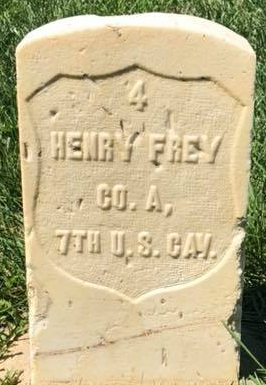 4
HENRY FREY
CO. A,
7TH U.S. CAV.